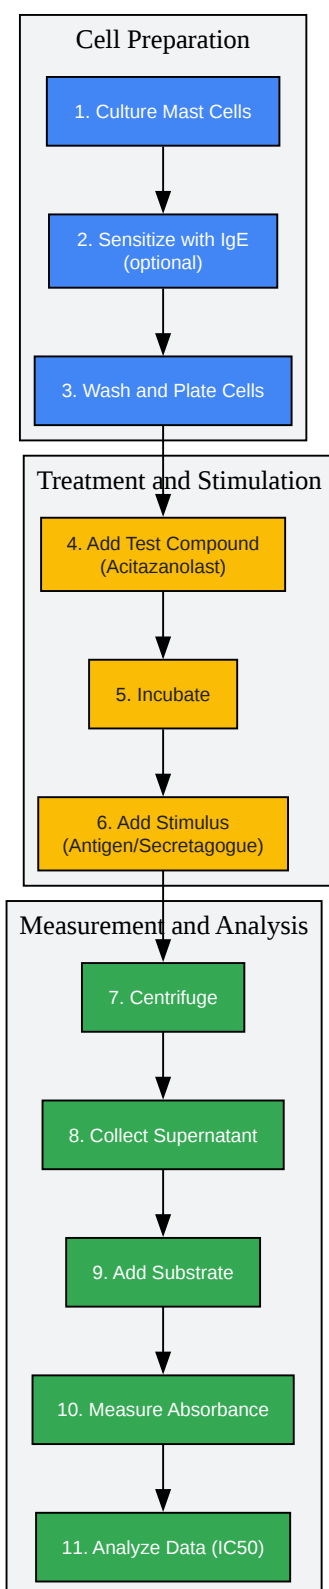 Cell Preparation
1. Culture Mast Cells
2. Sensitize with IgE
(optional)
3. Wash and Plate Cells
Treatment and Stimulation
4. Add Test Compound
(Acitazanolast)
5. Incubate
6. Add Stimulus
(Antigen/Secretagogue)
Measurement and Analysis
7. Centrifuge
8. Collect Supernatant
9. Add Substrate
10. Measure Absorbance
11. Analyze Data (IC50)